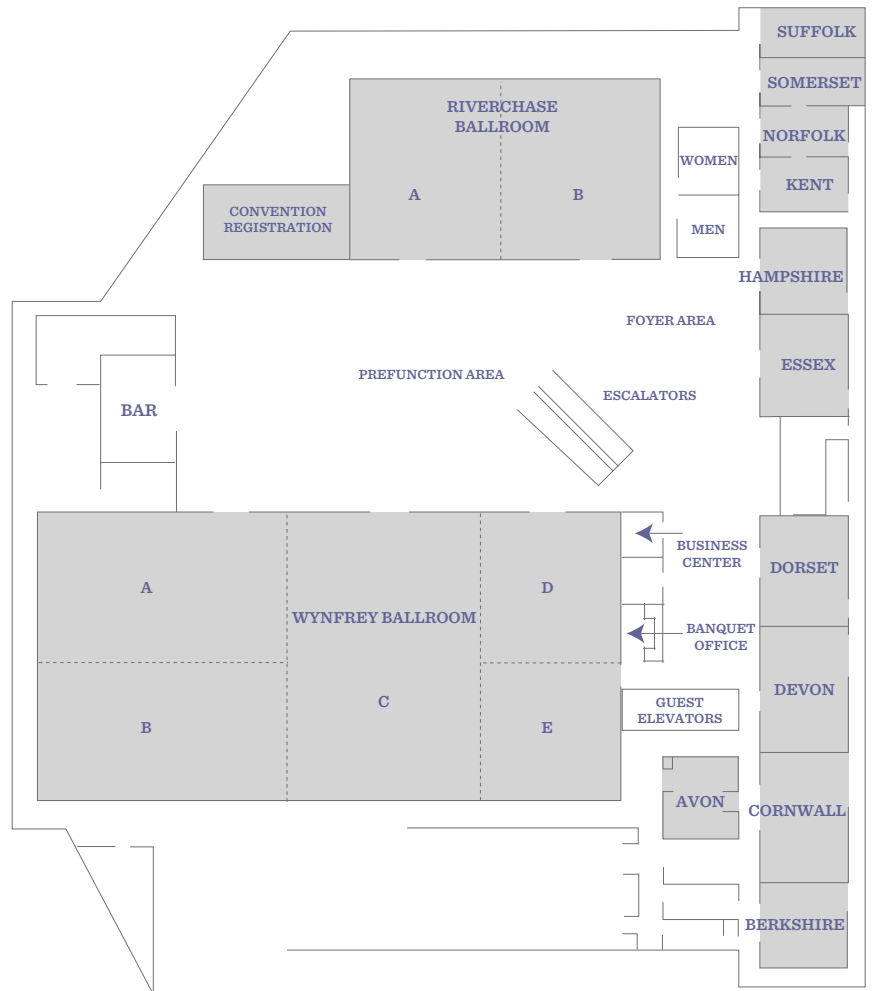 SUFFOLK
SOMERSET
RIVERCHASE
BALLROOM
NORFOLK
WOMEN
KENT
A
B
CONVENTION
REGISTRATION
MEN
HAMPSHIRE
FOYER AREA
ESSEX
PREFUNCTION AREA
ESCALATORS
BAR
BUSINESS
CENTER
DORSET
A
D
WYNFREY BALLROOM
BANQUET
OFFICE
DEVON
GUEST
ELEVATORS
C
B
E
AVON
CORNWALL
BERKSHIRE